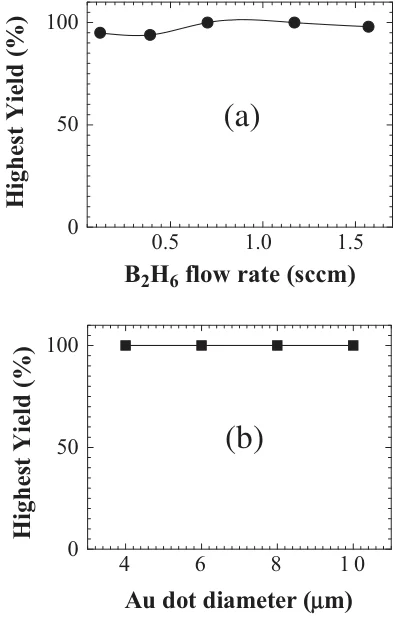 Highest Yield (%)
100
50
0
(a)
0.5 1.0 1.5
B₂H₆ flow rate (sccm)
Highest Yield (%)
100
50
0
(b)
4 6 8 10
Au dot diameter (μm)